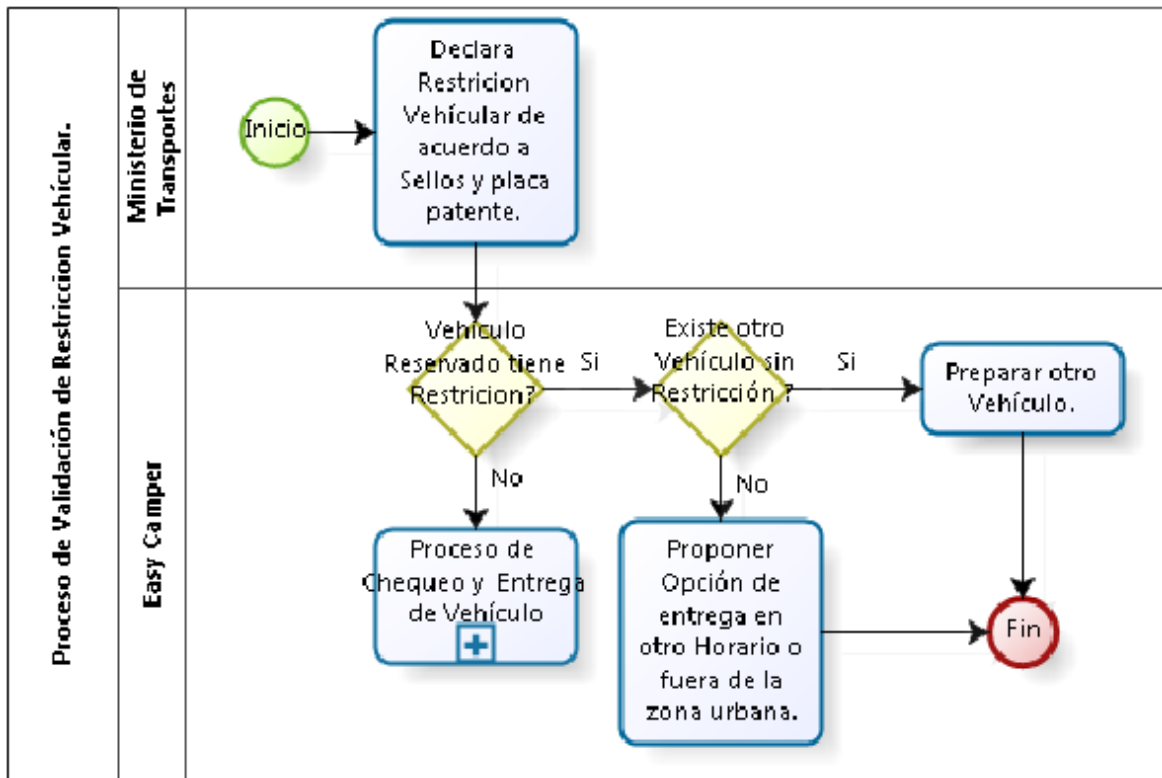 Proceso de Validación de Restriccion Vehícular.
Ministerio de
Transportes
Inicio
Declara
Restricion
Vehícular de
acuerdo a
Sellos y placa
patente.
Easy Camper
Vehículo
Reservado tiene
Restricion?
Si
No
Existe otro
Vehículo sin
Restricción ?
Si
No
Preparar otro
Vehículo.
Proceso de
Chequeo y Entrega
de Vehículo
Proponer
Opción de
entrega en
otro Horario o
fuera de la
zona urbana.
Fin